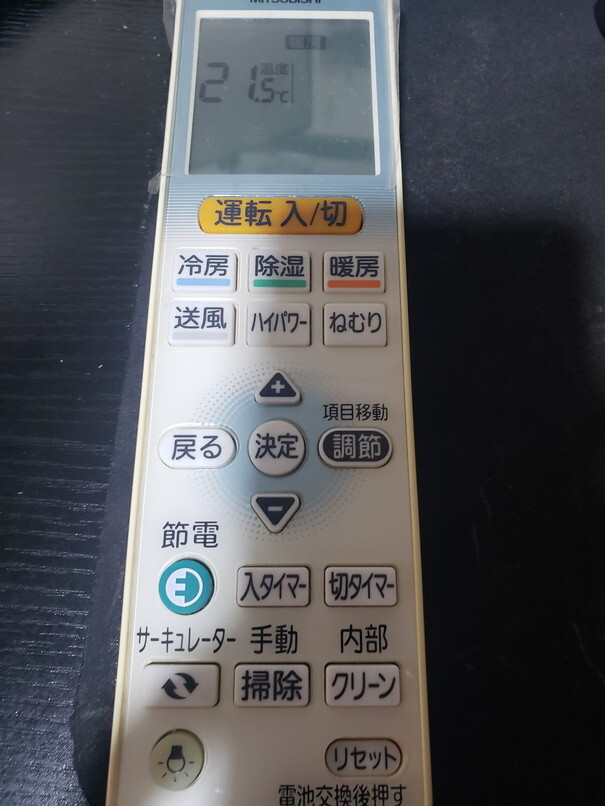 MITSUBISHI
暖房
温度
21.5℃
運転 入/切
冷房 除湿 暖房
送風 ハイパワー ねむり
+
項目移動
戻る 決定 調節
-
節電
入タイマー 切タイマー
サーキュレーター 手動 内部
掃除 クリーン
リセット
電池交換後押す